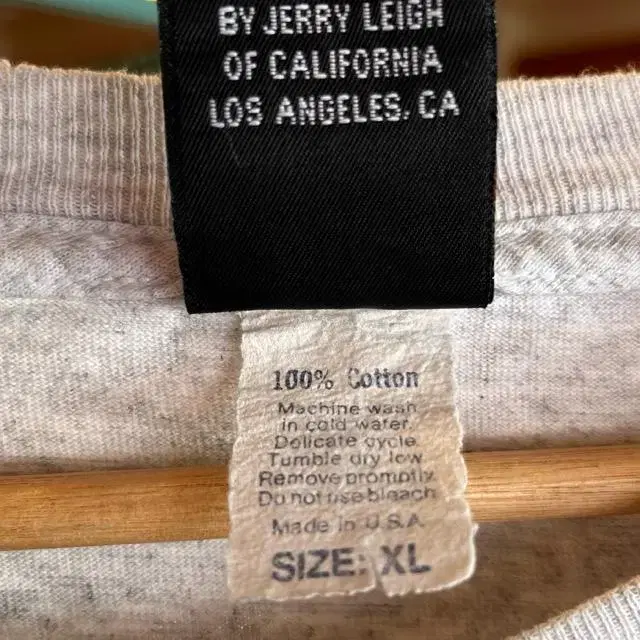 BY JERRY LEIGH
OF CALIFORNIA
LOS ANGELES, CA
100% Cotton
Machine wash
in cold water.
Delicate cycle.
Tumble dry low.
Remove promptly.
Do not use bleach
Made in U.S.A.
SIZE: XL